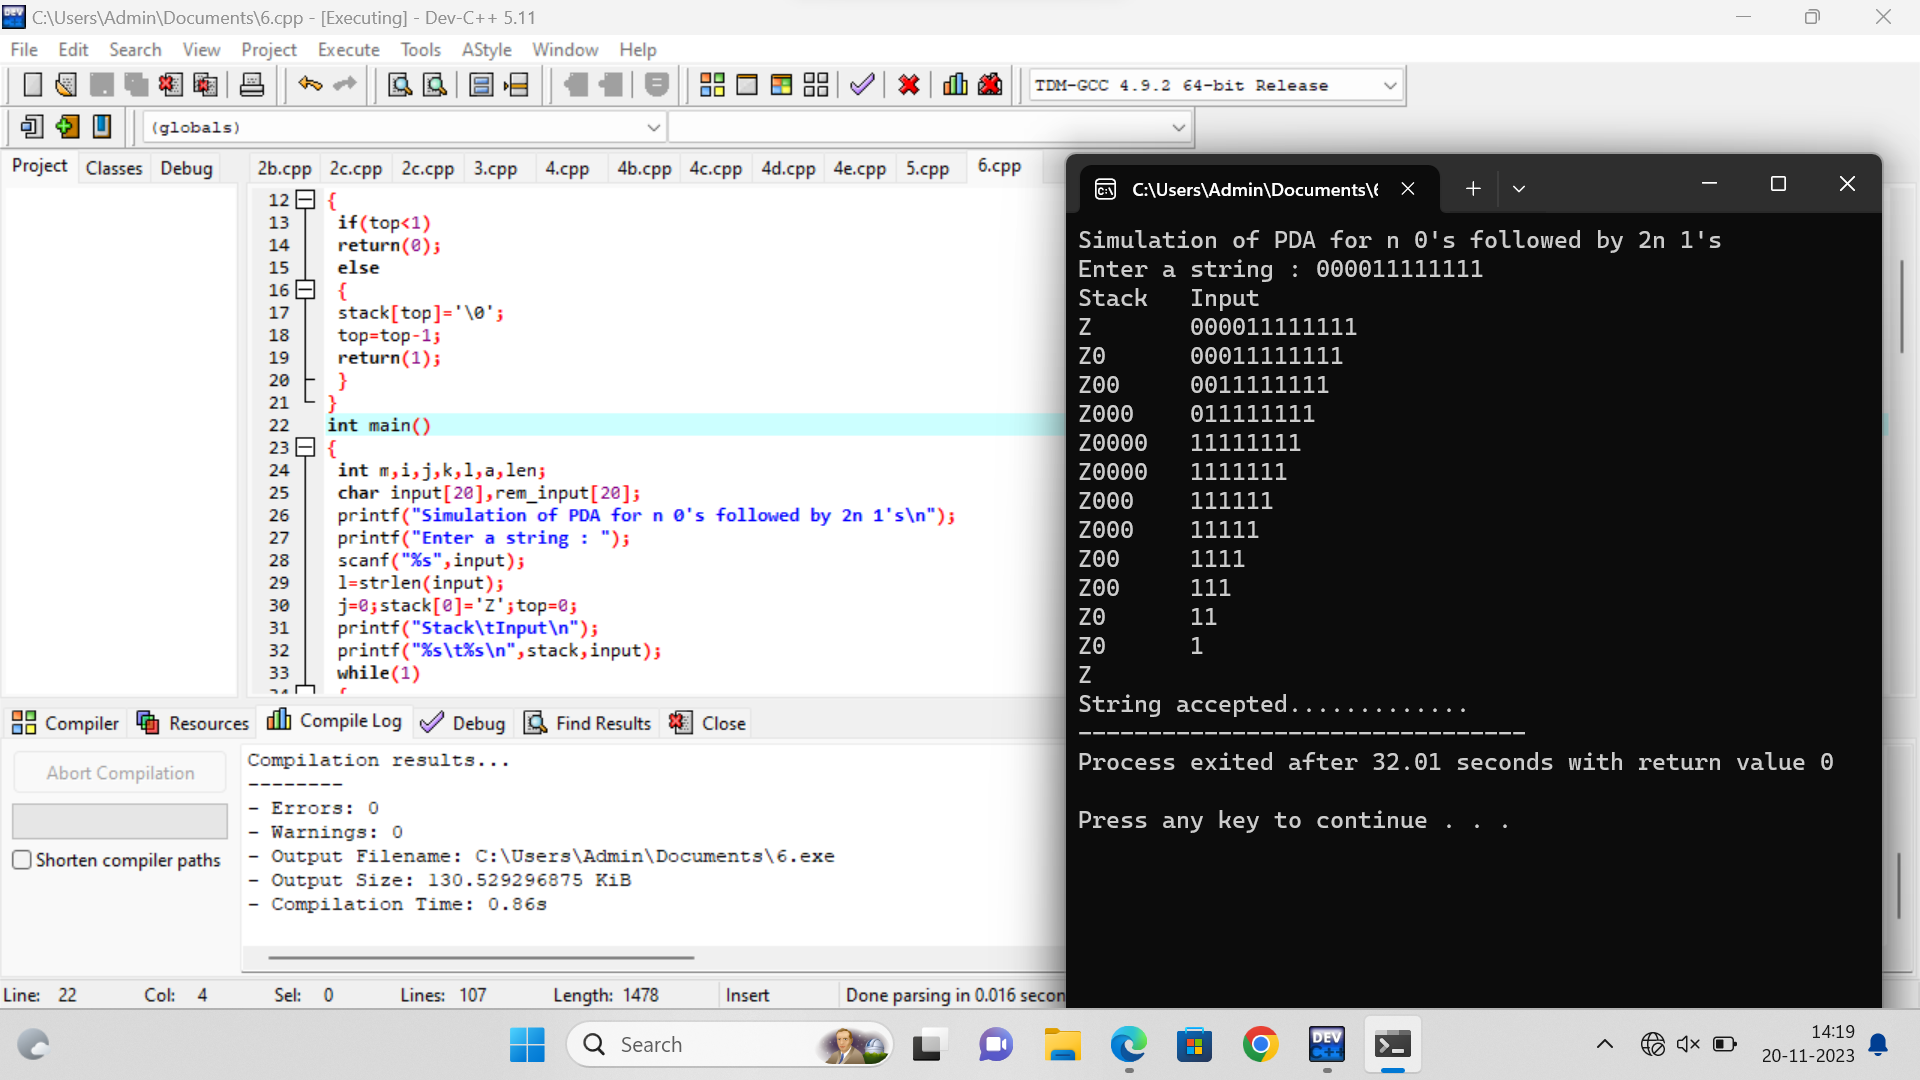 C:\Users\Admin\Documents\6.cpp - [Executing] - Dev-C++ 5.11
File Edit Search View Project Execute Tools AStyle Window Help
TDM-GCC 4.9.2 64-bit Release
(globals)
Project Classes Debug
2b.cpp 2c.cpp 2c.cpp 3.cpp 4.cpp 4b.cpp 4c.cpp 4d.cpp 4e.cpp 5.cpp 6.cpp
12 {
13 if(top<1)
14 return(0);
15 else
16 {
17 stack[top]='\0';
18 top=top-1;
19 return(1);
20 }
21 }
22 int main()
23 {
24 int m,i,j,k,l,a,len;
25 char input[20],rem_input[20];
26 printf("Simulation of PDA for n 0's followed by 2n 1's\n");
27 printf("Enter a string : ");
28 scanf("%s",input);
29 l=strlen(input);
30 j=0;stack[0]='Z';top=0;
31 printf("Stack\tInput\n");
32 printf("%s\t%s\n",stack,input);
33 while(1)
34 {
C:\Users\Admin\Documents\6
Simulation of PDA for n 0's followed by 2n 1's
Enter a string : 000011111111
Stack Input
Z 000011111111
Z0 00011111111
Z00 0011111111
Z000 011111111
Z0000 11111111
Z0000 1111111
Z000 111111
Z000 11111
Z00 1111
Z00 111
Z0 11
Z0 1
Z
String accepted.............
--------------------------------
Process exited after 32.01 seconds with return value 0
Press any key to continue . . .
Compiler Resources Compile Log Debug Find Results Close
Abort Compilation
Shorten compiler paths
Compilation results...
--------
- Errors: 0
- Warnings: 0
- Output Filename: C:\Users\Admin\Documents\6.exe
- Output Size: 130.529296875 KiB
- Compilation Time: 0.86s
Line: 22 Col: 4 Sel: 0 Lines: 107 Length: 1478 Insert Done parsing in 0.016 secon
Search
DEV C++
14:19
20-11-2023